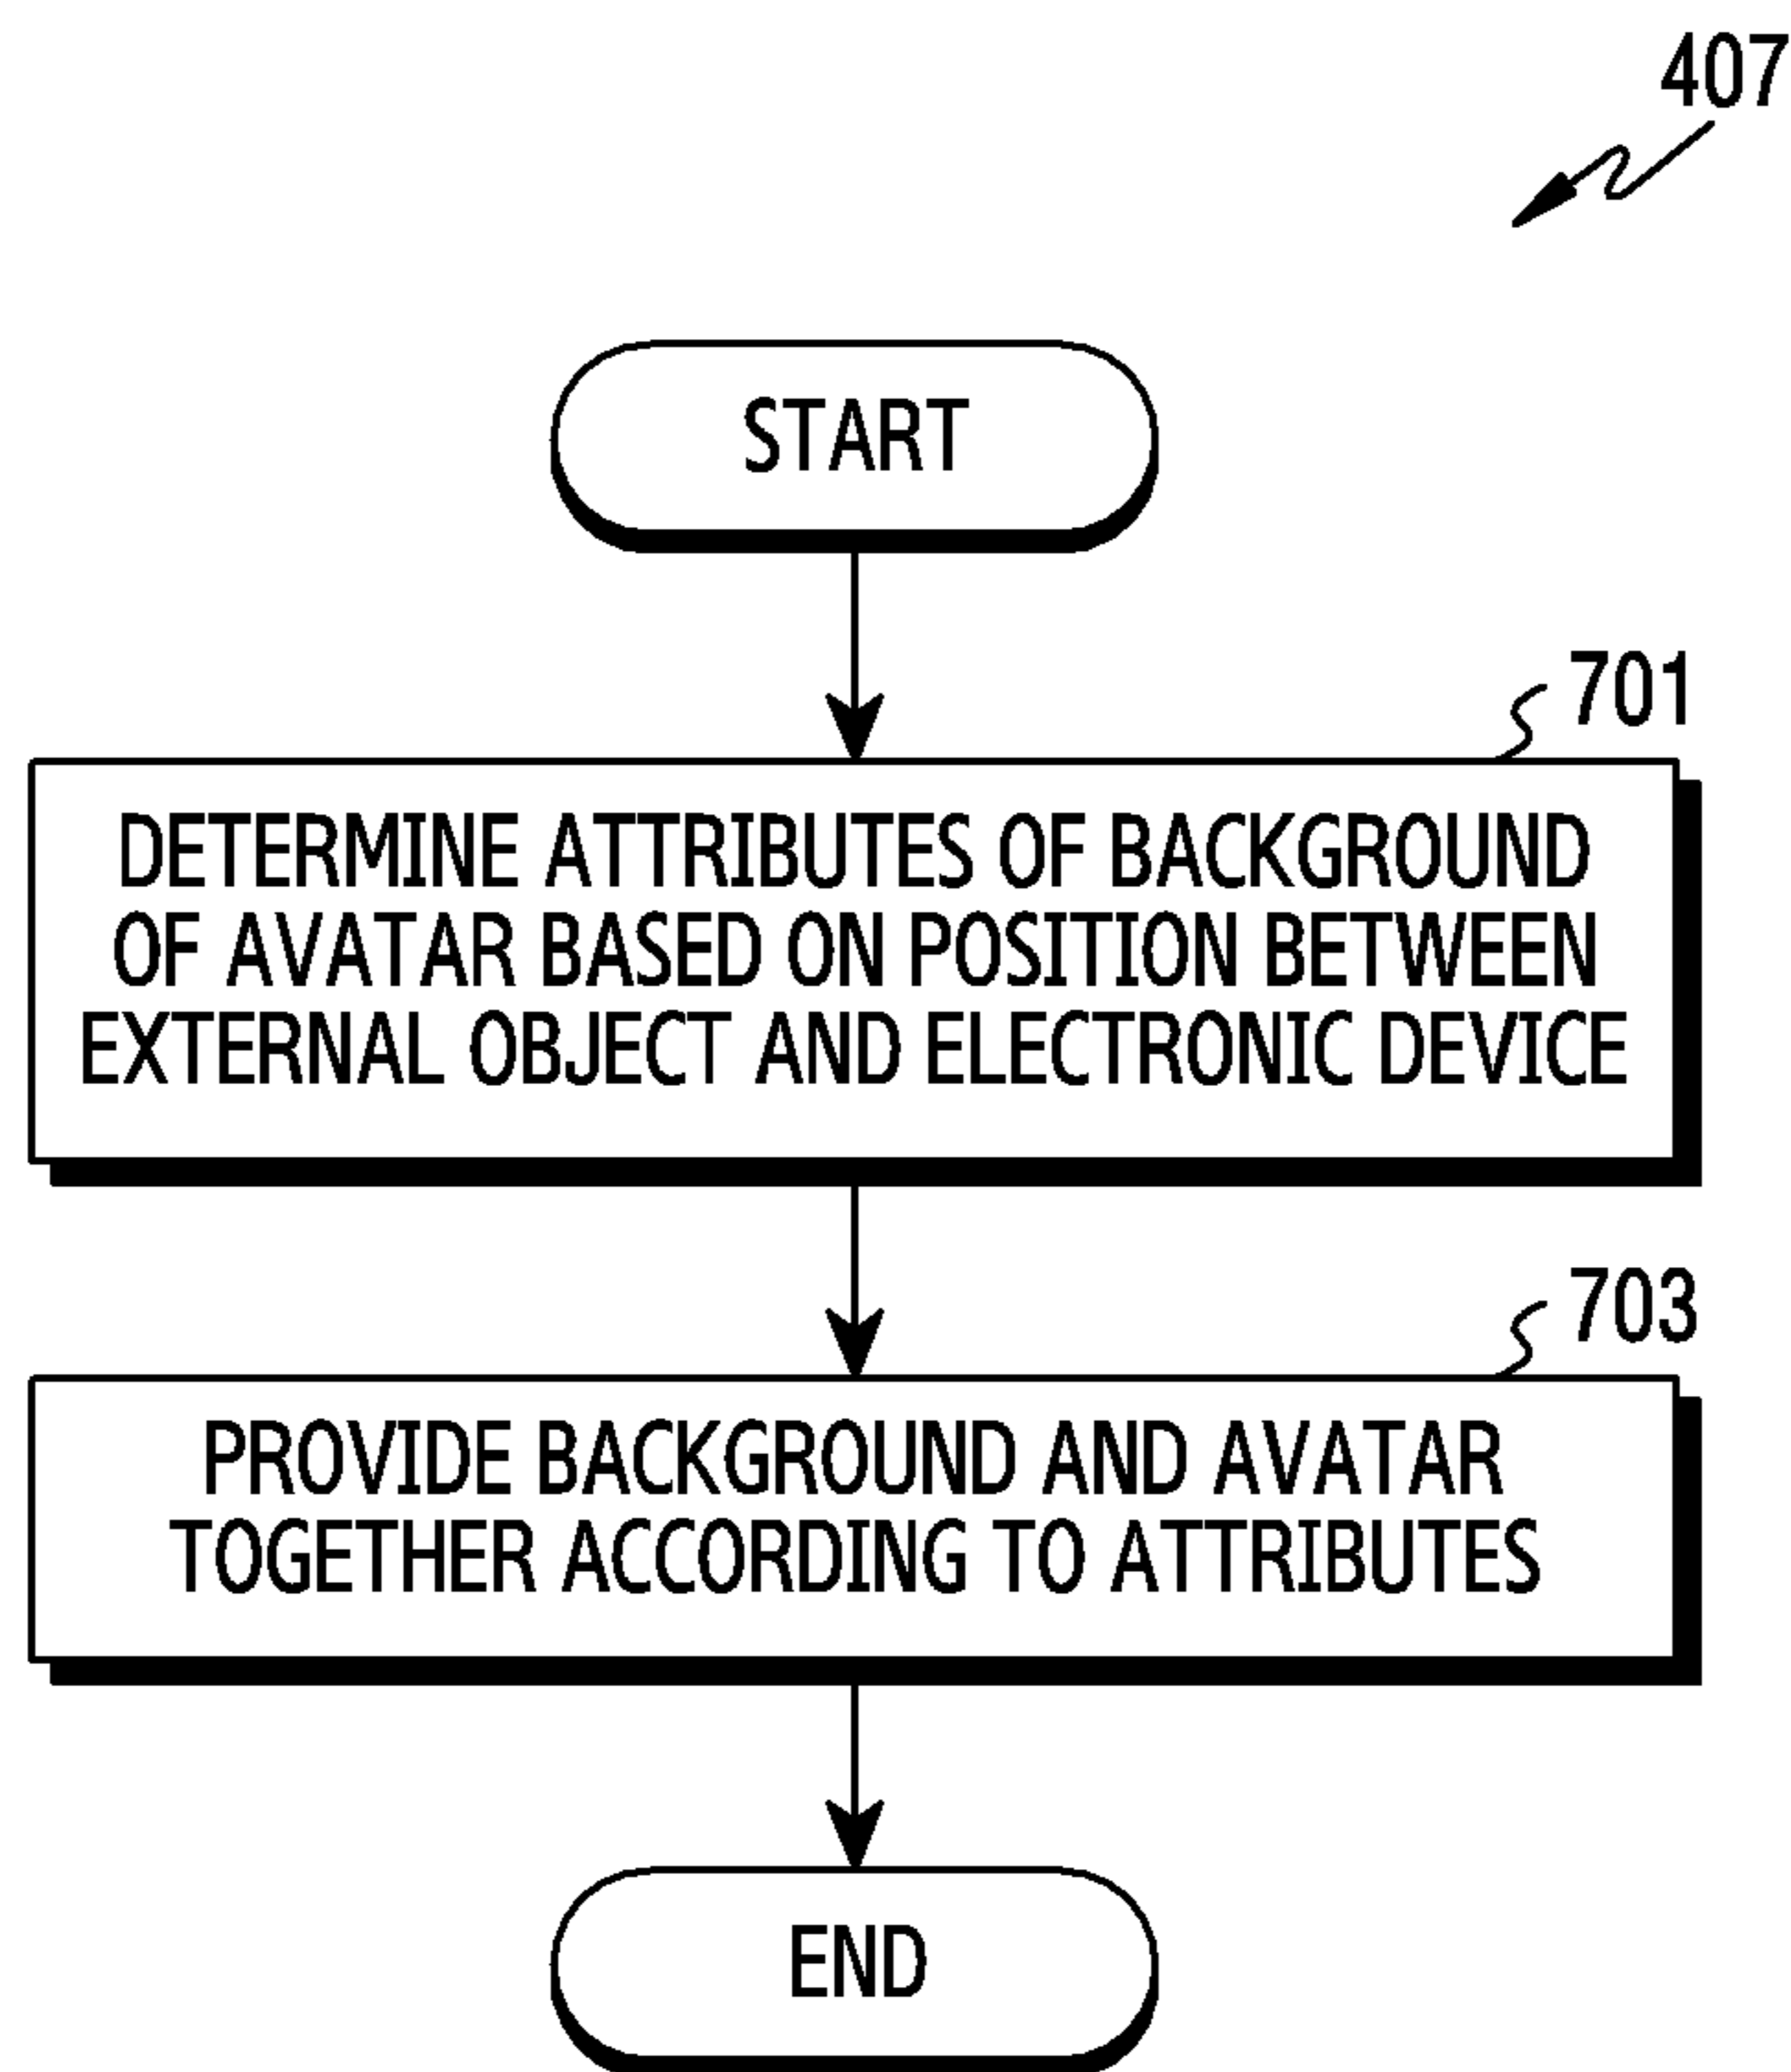 407
START
701
DETERMINE ATTRIBUTES OF BACKGROUND
OF AVATAR BASED ON POSITION BETWEEN
EXTERNAL OBJECT AND ELECTRONIC DEVICE
703
PROVIDE BACKGROUND AND AVATAR
TOGETHER ACCORDING TO ATTRIBUTES
END